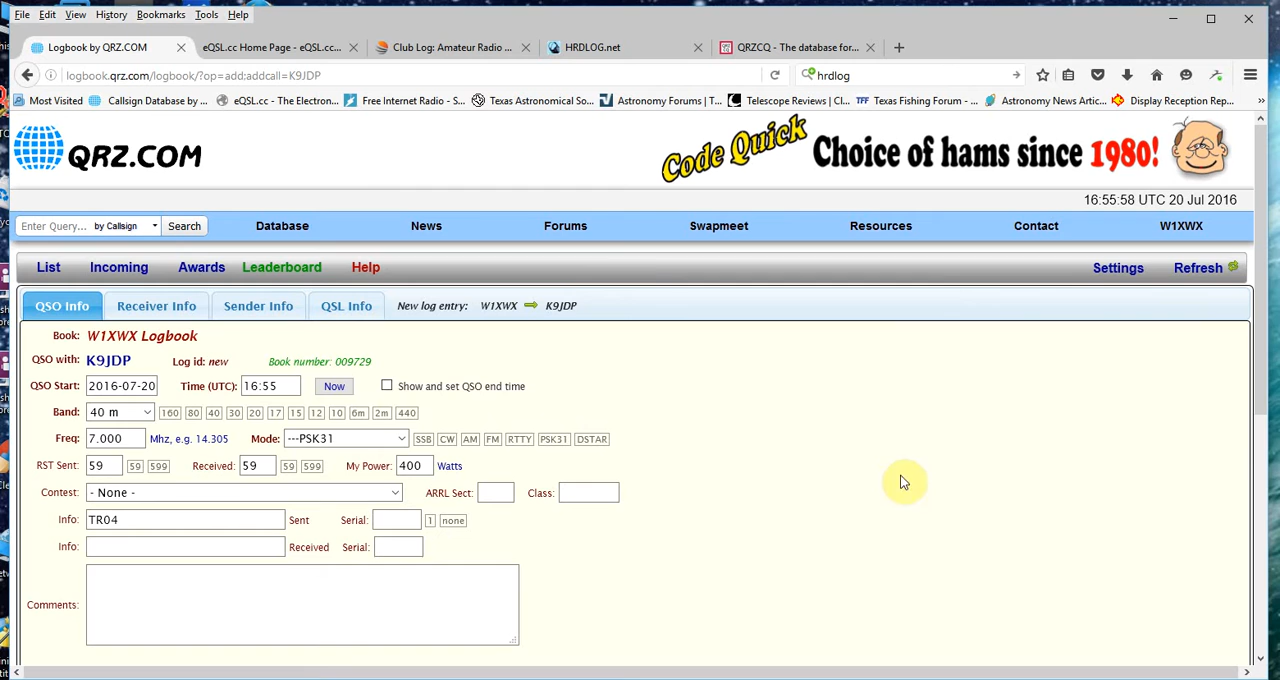 File Edit View History Bookmarks Tools Help
Logbook by QRZ.COM
eQSL.cc Home Page - eQSL.cc...
Club Log: Amateur Radio ...
HRDLOG.net
QRZCQ - The database for...
logbook.qrz.com/logbook/?op=add:addcall=K9JDP
hrdlog
Most Visited Callsign Database by ... eQSL.cc - The Electron... Free Internet Radio - S... Texas Astronomical So... Astronomy Forums | T... Telescope Reviews | Cl... TFF Texas Fishing Forum - ... Astronomy News Artic... Display Reception Rep...
QRZ.COM
Code Quick Choice of hams since 1980!
16:55:58 UTC 20 Jul 2016
Enter Query... by Callsign Search Database News Forums Swapmeet Resources Contact W1XWX
List Incoming Awards Leaderboard Help Settings Refresh
QSO Info Receiver Info Sender Info QSL Info New log entry: W1XWX K9JDP
Book: W1XWX Logbook
QSO with: K9JDP Log id: new Book number: 009729
QSO Start: 2016-07-20 Time (UTC): 16:55 Now Show and set QSO end time
Band: 40 m 160 80 40 30 20 17 15 12 10 6m 2m 440
Freq: 7.000 Mhz, e.g. 14.305 Mode: ---PSK31 SSB CW AM FM RTTY PSK31 DSTAR
RST Sent: 59 59 599 Received: 59 59 599 My Power: 400 Watts
Contest: - None - ARRL Sect: Class:
Info: TR04 Sent Serial: 1 none
Info: Received Serial:
Comments: